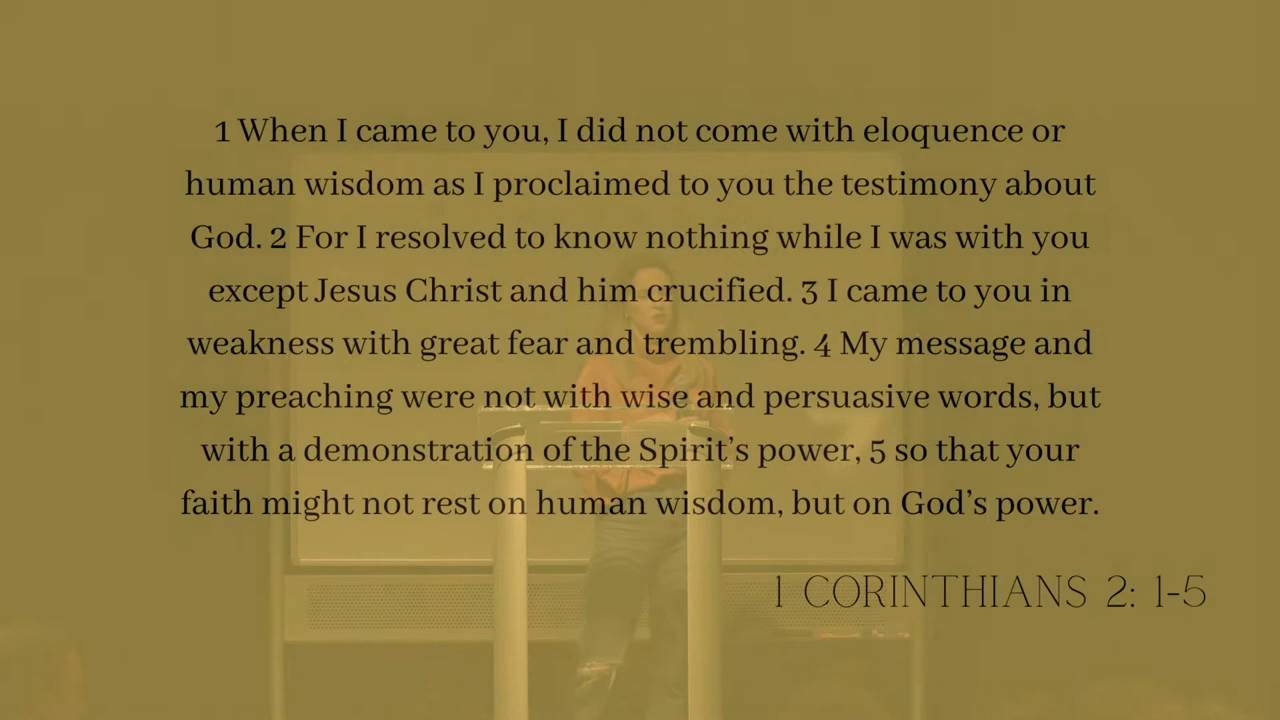 1 When I came to you, I did not come with eloquence or
human wisdom as I proclaimed to you the testimony about
God. 2 For I resolved to know nothing while I was with you
except Jesus Christ and him crucified. 3 I came to you in
weakness with great fear and trembling. 4 My message and
my preaching were not with wise and persuasive words, but
with a demonstration of the Spirit’s power, 5 so that your
faith might not rest on human wisdom, but on God’s power.
1 CORINTHIANS 2: 1-5